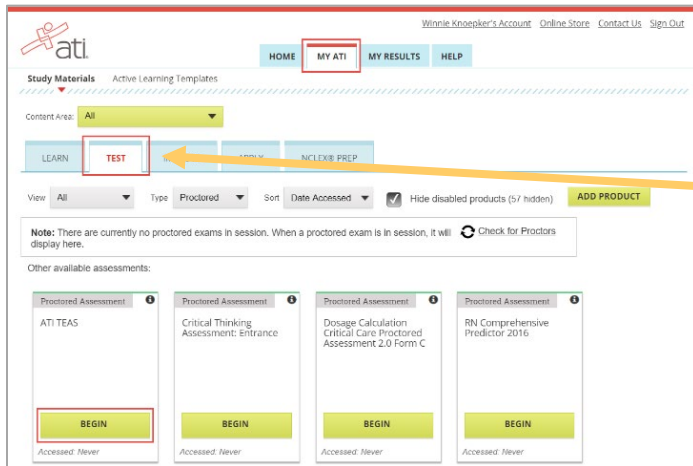 Winnie Knoepker's Account Online Store Contact Us Sign Out
ati
HOME MY ATI MY RESULTS HELP
Study Materials Active Learning Templates
Content Area: All
LEARN TEST APPLY NCLEX® PREP
View All Type Proctored Sort Date Accessed Hide disabled products (57 hidden) ADD PRODUCT
Note: There are currently no proctored exams in session. When a proctored exam is in session, it will Check for Proctors
display here.
Other available assessments:
Proctored Assessment Proctored Assessment Proctored Assessment Proctored Assessment
ATI TEAS Critical Thinking Dosage Calculation RN Comprehensive
Assessment: Entrance Critical Care Proctored Predictor 2016
Assessment 2.0 Form C
BEGIN BEGIN BEGIN BEGIN
Accessed: Never Accessed: Never Accessed: Never Accessed: Never